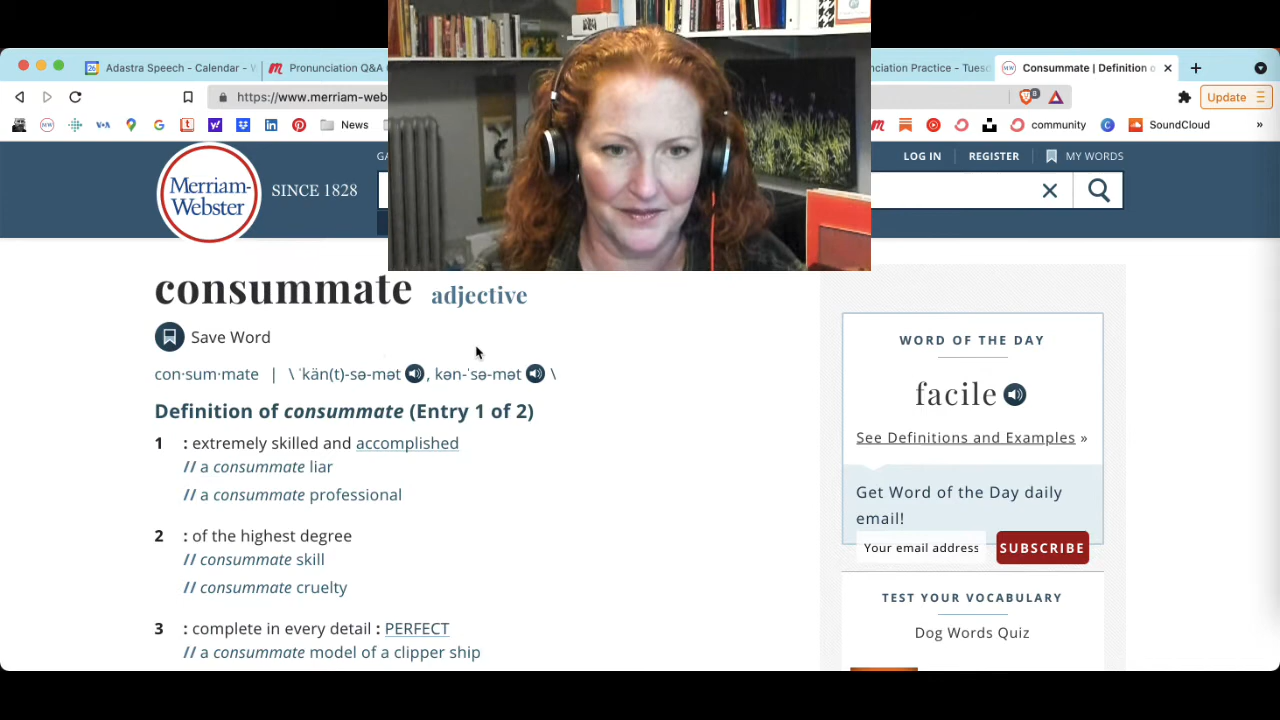 Adastra Speech – Calendar –
Pronunciation Q&A
nciation Practice - Tues
Consummate | Definition o
https://www.merriam-web
8
Update
News
community
SoundCloud
»
LOG IN
REGISTER
MY WORDS
Merriam-
Webster
SINCE 1828
consummate adjective
Save Word
con·sum·mate | \ ˈkän(t)-sə-mət , kən-ˈsə-mət \
Definition of consummate (Entry 1 of 2)
1 : extremely skilled and accomplished
// a consummate liar
// a consummate professional
2 : of the highest degree
// consummate skill
// consummate cruelty
3 : complete in every detail : PERFECT
// a consummate model of a clipper ship
WORD OF THE DAY
facile
See Definitions and Examples »
Get Word of the Day daily
email!
Your email address
SUBSCRIBE
TEST YOUR VOCABULARY
Dog Words Quiz